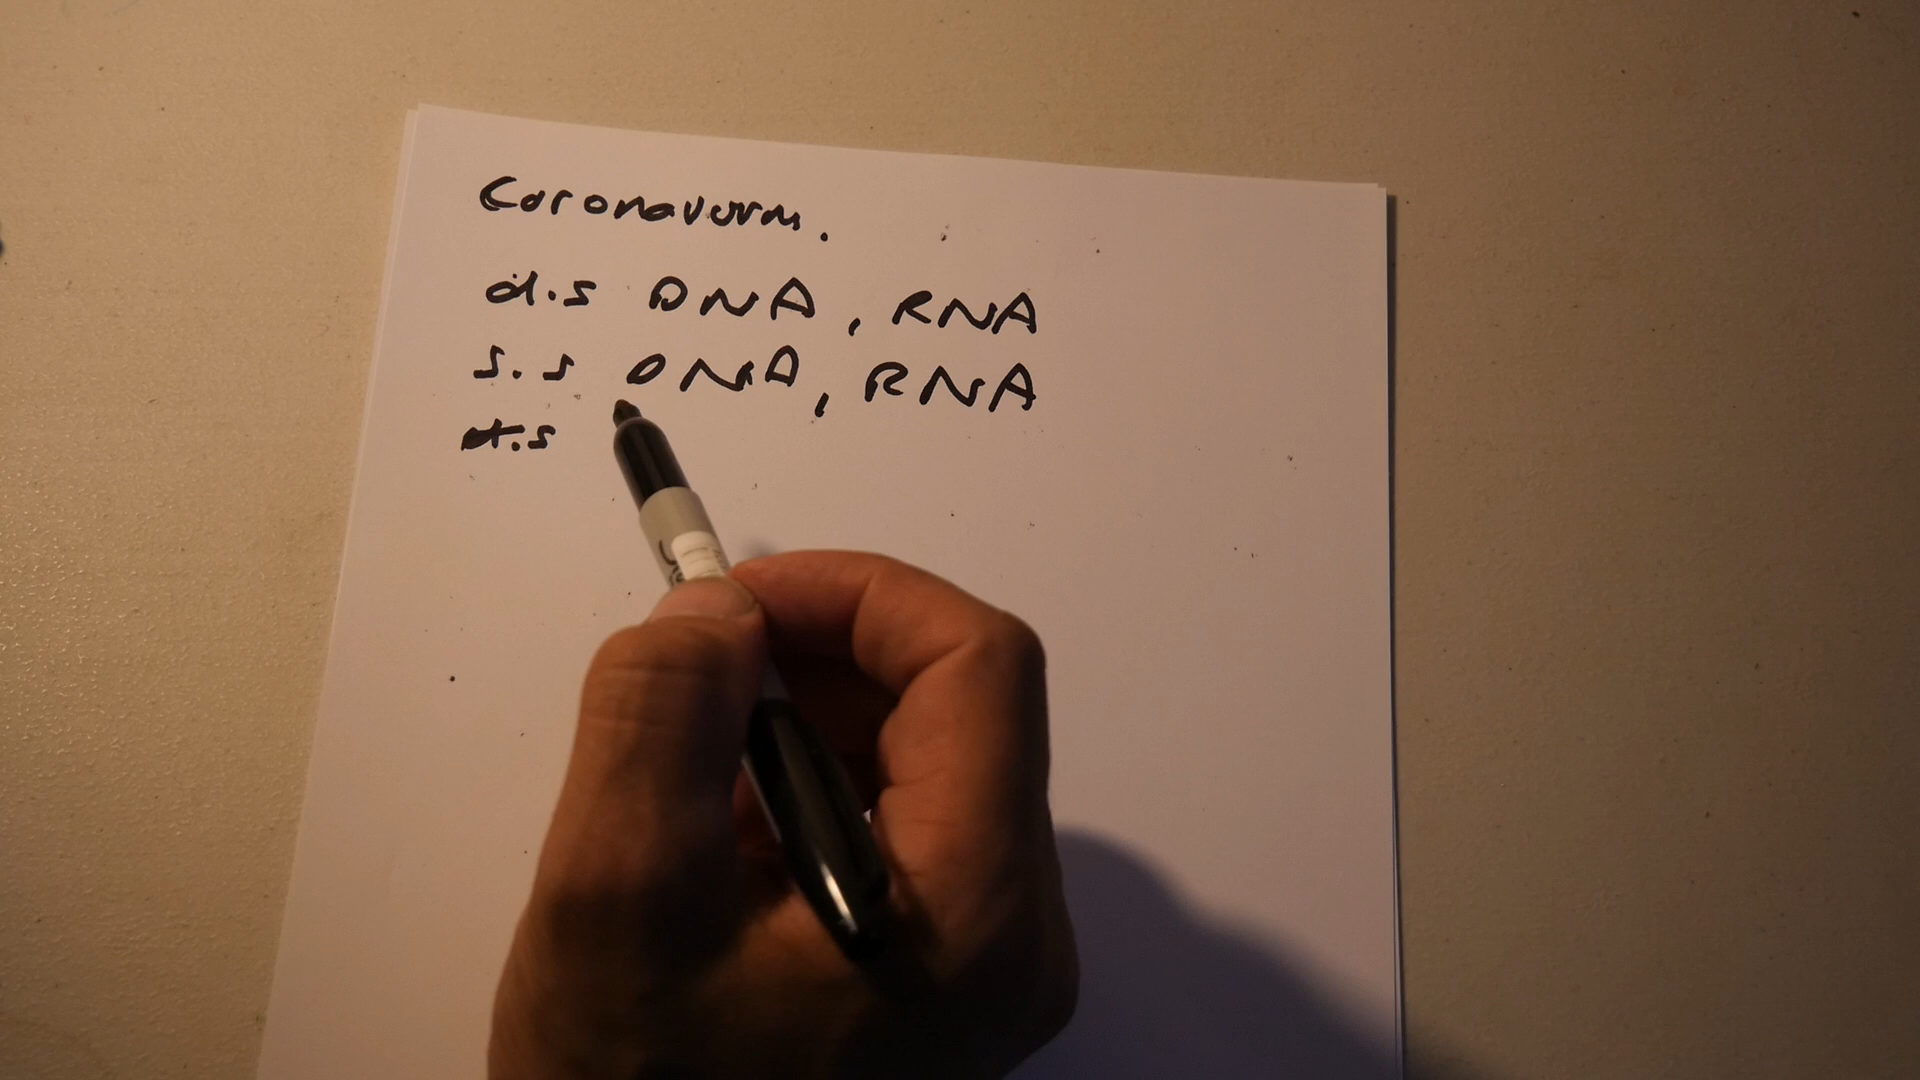 Coronavirus.
d.s DNA, RNA
s.s DNA, RNA
d.s